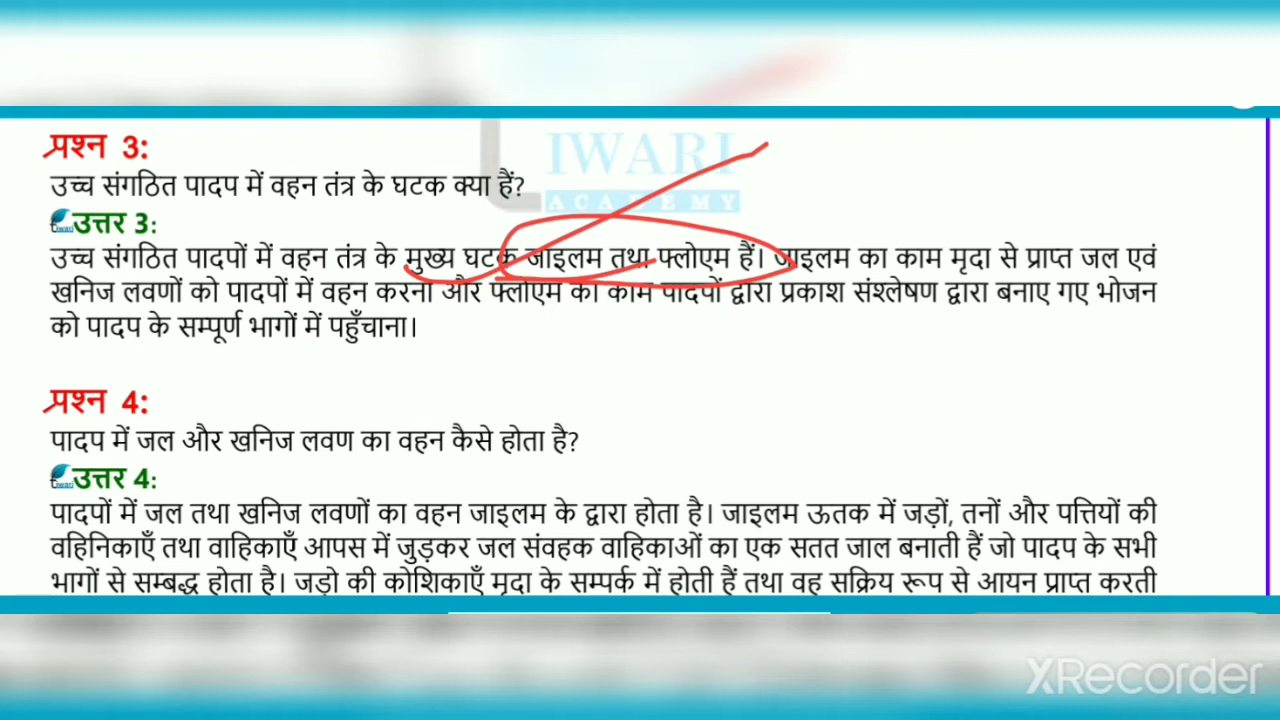 IWARI
ACADEMY
प्रश्न 3:
उच्च संगठित पादप में वहन तंत्र के घटक क्या हैं?
उत्तर 3:
उच्च संगठित पादपों में वहन तंत्र के मुख्य घटक जाइलम तथा फ्लोएम हैं। जाइलम का काम मृदा से प्राप्त जल एवं
खनिज लवणों को पादपों में वहन करना और फ्लोएम का काम पादपों द्वारा प्रकाश संश्लेषण द्वारा बनाए गए भोजन
को पादप के सम्पूर्ण भागों में पहुँचाना।
प्रश्न 4:
पादप में जल और खनिज लवण का वहन कैसे होता है?
उत्तर 4:
पादपों में जल तथा खनिज लवणों का वहन जाइलम के द्वारा होता है। जाइलम ऊतक में जड़ों, तनों और पत्तियों की
वहिनिकाएँ तथा वाहिकाएँ आपस में जुड़कर जल संवहक वाहिकाओं का एक सतत जाल बनाती हैं जो पादप के सभी
भागों से सम्बद्ध होता है। जड़ो की कोशिकाएँ मृदा के सम्पर्क में होती हैं तथा वह सक्रिय रूप से आयन प्राप्त करती
XRecorder